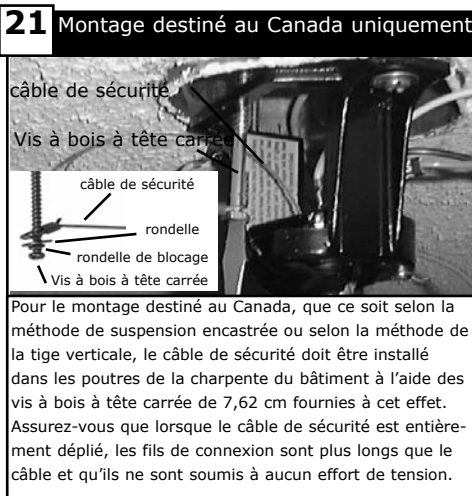 21 Montage destiné au Canada uniquement
câble de sécurité
Vis à bois à tête carrée
câble de sécurité
rondelle
rondelle de blocage
Vis à bois à tête carrée
Pour le montage destiné au Canada, que ce soit selon la
méthode de suspension encastrée ou selon la méthode de
la tige verticale, le câble de sécurité doit être installé
dans les poutres de la charpente du bâtiment à l'aide des
vis à bois à tête carrée de 7,62 cm fournies à cet effet.
Assurez-vous que lorsque le câble de sécurité est entière-
ment déplié, les fils de connexion sont plus longs que le
câble et qu'ils ne sont soumis à aucun effort de tension.